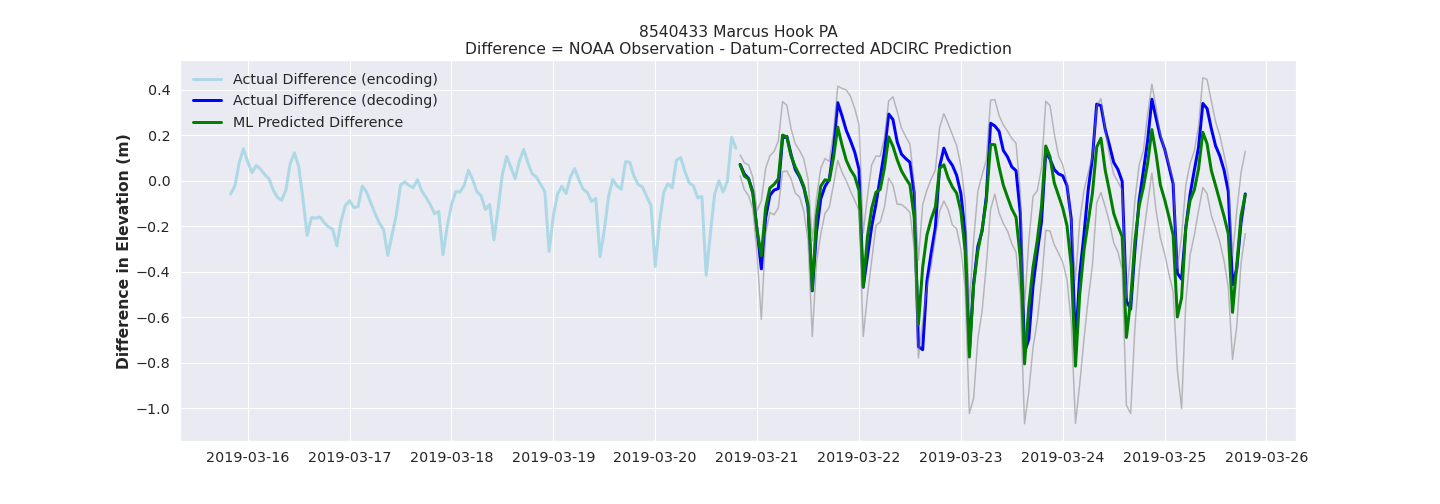 8540433 Marcus Hook PA
Difference = NOAA Observation - Datum-Corrected ADCIRC Prediction
Actual Difference (encoding)
Actual Difference (decoding)
ML Predicted Difference
Difference in Elevation (m)
0.4
0.2
0.0
−0.2
−0.4
−0.6
−0.8
−1.0
2019-03-16 2019-03-17 2019-03-18 2019-03-19 2019-03-20 2019-03-21 2019-03-22 2019-03-23 2019-03-24 2019-03-25 2019-03-26